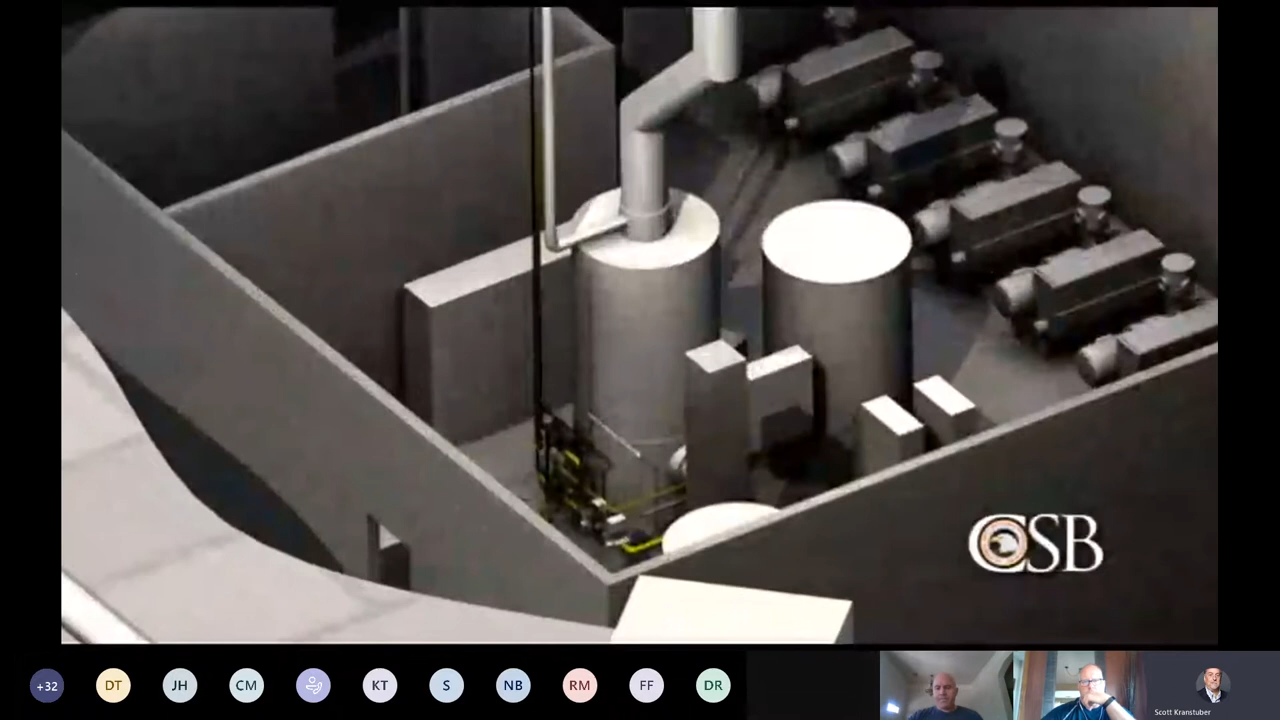 CSB
+32
DT
JH
CM
KT
S
NB
RM
FF
DR
Scott Kranstuber